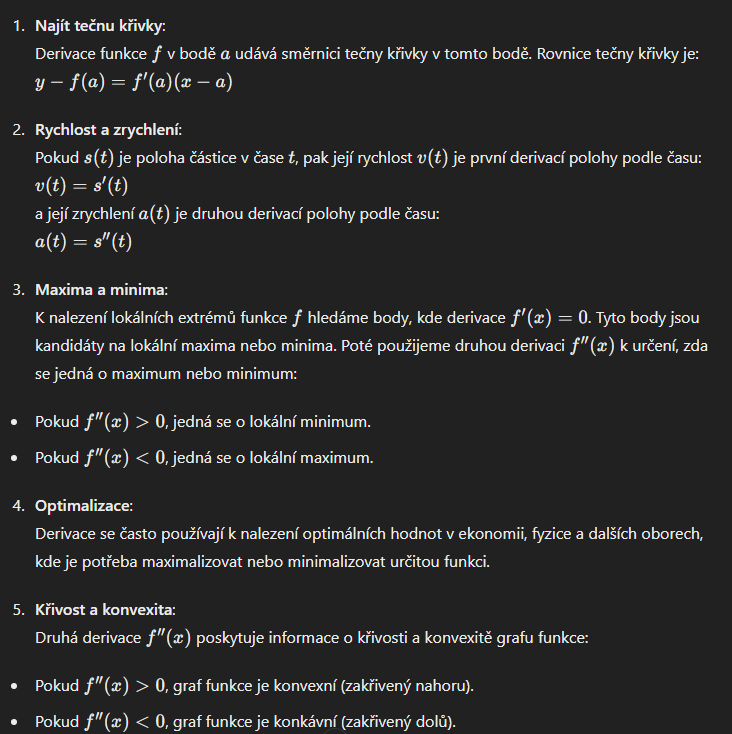 1. Najít tečnu křivky:
Derivace funkce f v bodě a udává směrnici tečny křivky v tomto bodě. Rovnice tečny křivky je:
y − f(a) = f′(a)(x − a)
2. Rychlost a zrychlení:
Pokud s(t) je poloha částice v čase t, pak její rychlost v(t) je první derivací polohy podle času:
v(t) = s′(t)
a její zrychlení a(t) je druhou derivací polohy podle času:
a(t) = s′′(t)
3. Maxima a minima:
K nalezení lokálních extrémů funkce f hledáme body, kde derivace f′(x) = 0. Tyto body jsou
kandidáty na lokální maxima nebo minima. Poté použijeme druhou derivaci f′′(x) k určení, zda
se jedná o maximum nebo minimum:
• Pokud f′′(x) > 0, jedná se o lokální minimum.
• Pokud f′′(x) < 0, jedná se o lokální maximum.
4. Optimalizace:
Derivace se často používají k nalezení optimálních hodnot v ekonomii, fyzice a dalších oborech,
kde je potřeba maximalizovat nebo minimalizovat určitou funkci.
5. Křivost a konvexita:
Druhá derivace f′′(x) poskytuje informace o křivosti a konvexitě grafu funkce:
• Pokud f′′(x) > 0, graf funkce je konvexní (zakřivený nahoru).
• Pokud f′′(x) < 0, graf funkce je konkávní (zakřivený dolů).